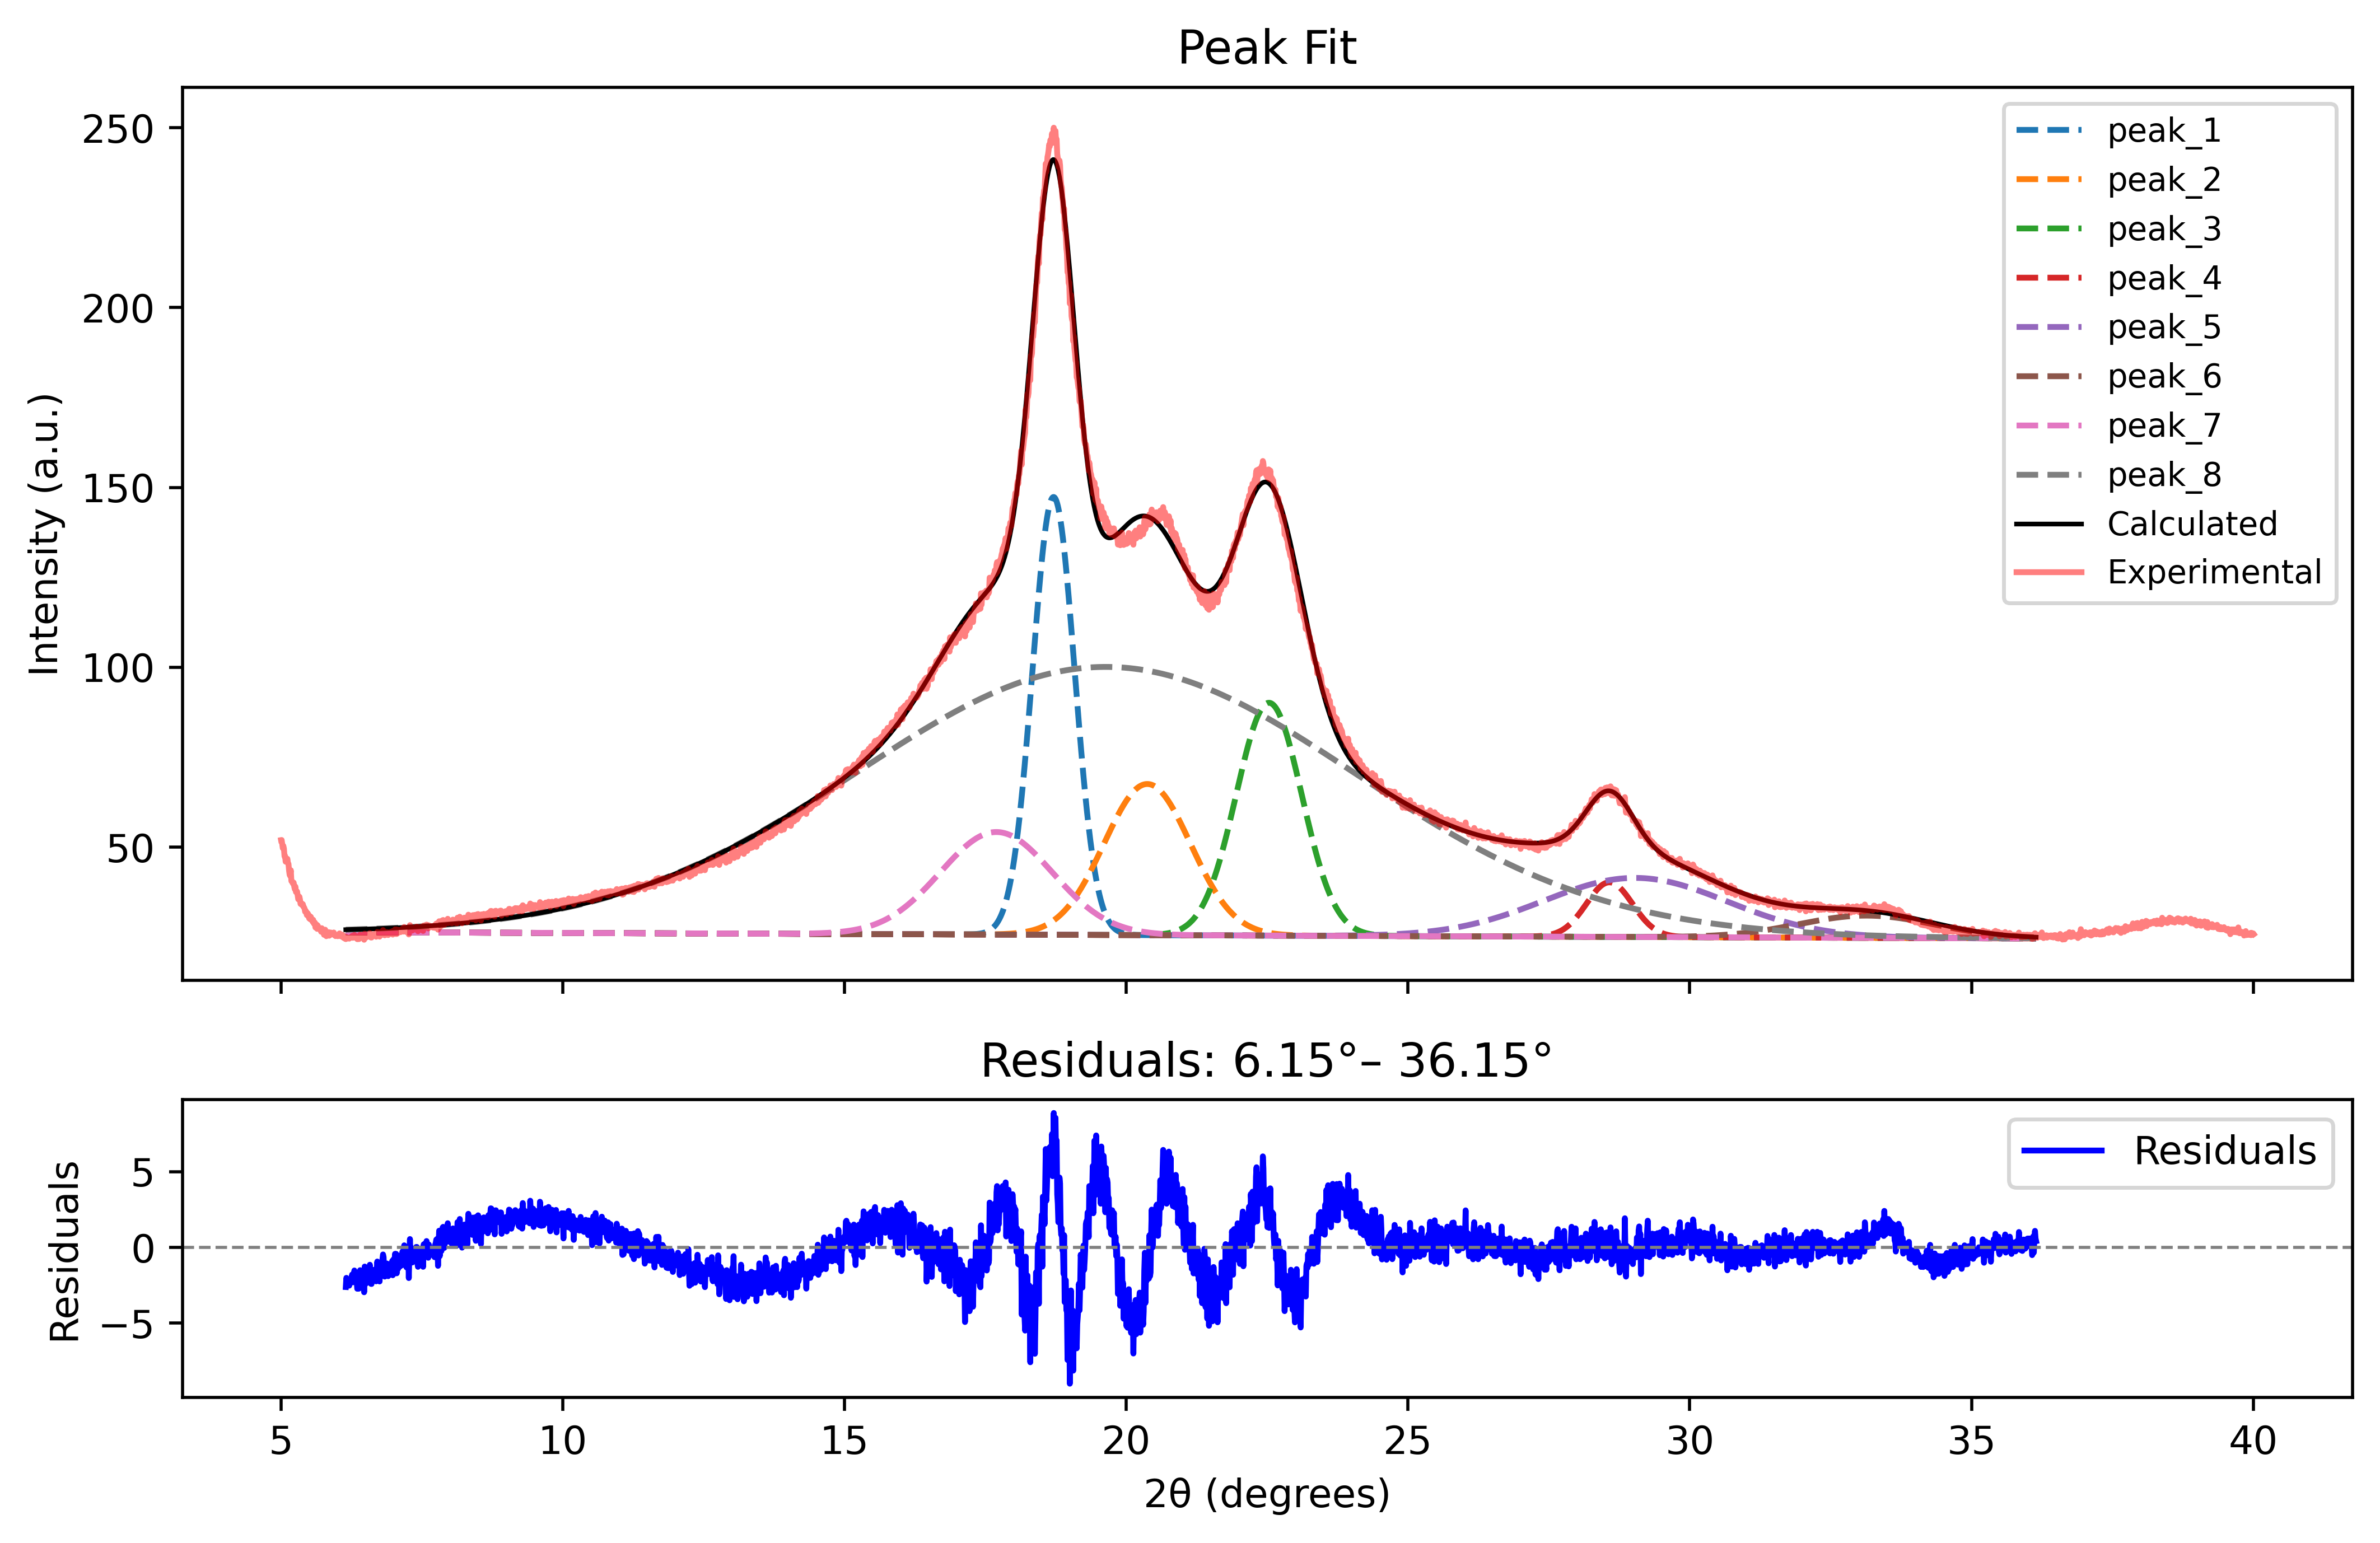 Peak Fit
Intensity (a.u.)
250
200
150
100
50
peak_1
peak_2
peak_3
peak_4
peak_5
peak_6
peak_7
peak_8
Calculated
Experimental
Residuals: 6.15°– 36.15°
Residuals
5
0
−5
Residuals
5 10 15 20 25 30 35 40
2θ (degrees)